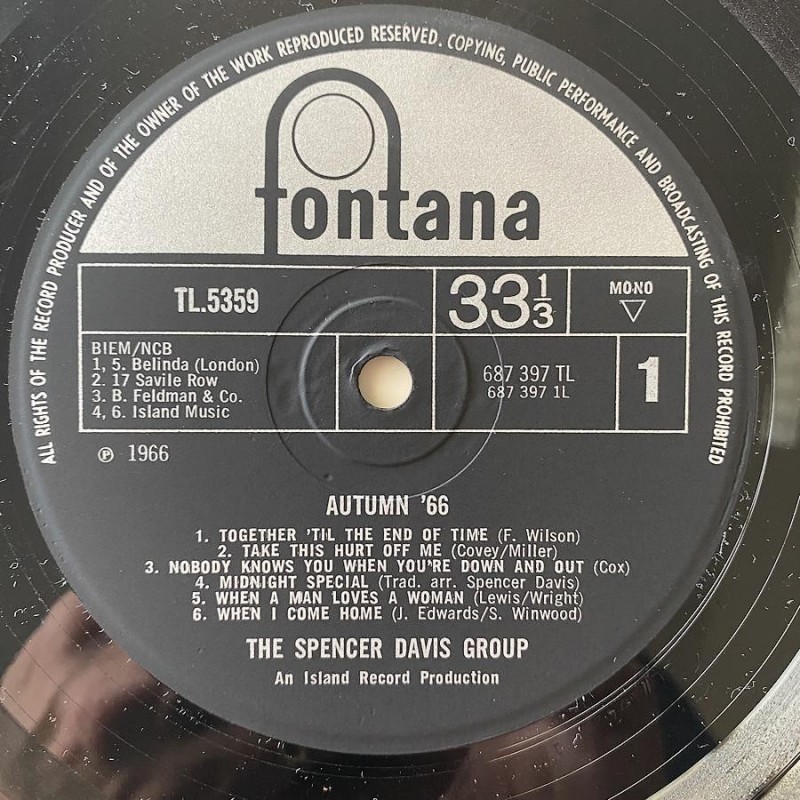 ALL RIGHTS OF THE RECORD PRODUCER AND OF THE OWNER OF THE WORK REPRODUCED RESERVED. COPYING, PUBLIC PERFORMANCE AND BROADCASTING OF THIS RECORD PROHIBITED
fontana
TL.5359
33 1/3
MONO
BIEM/NCB
1, 5. Belinda (London)
2. 17 Savile Row
3. B. Feldman & Co.
4, 6. Island Music
687 397 TL
687 397 1L
1
℗ 1966
AUTUMN '66
1. TOGETHER 'TIL THE END OF TIME (F. Wilson)
2. TAKE THIS HURT OFF ME (Covey/Miller)
3. NOBODY KNOWS YOU WHEN YOU'RE DOWN AND OUT (Cox)
4. MIDNIGHT SPECIAL (Trad. arr. Spencer Davis)
5. WHEN A MAN LOVES A WOMAN (Lewis/Wright)
6. WHEN I COME HOME (J. Edwards/S. Winwood)
THE SPENCER DAVIS GROUP
An Island Record Production